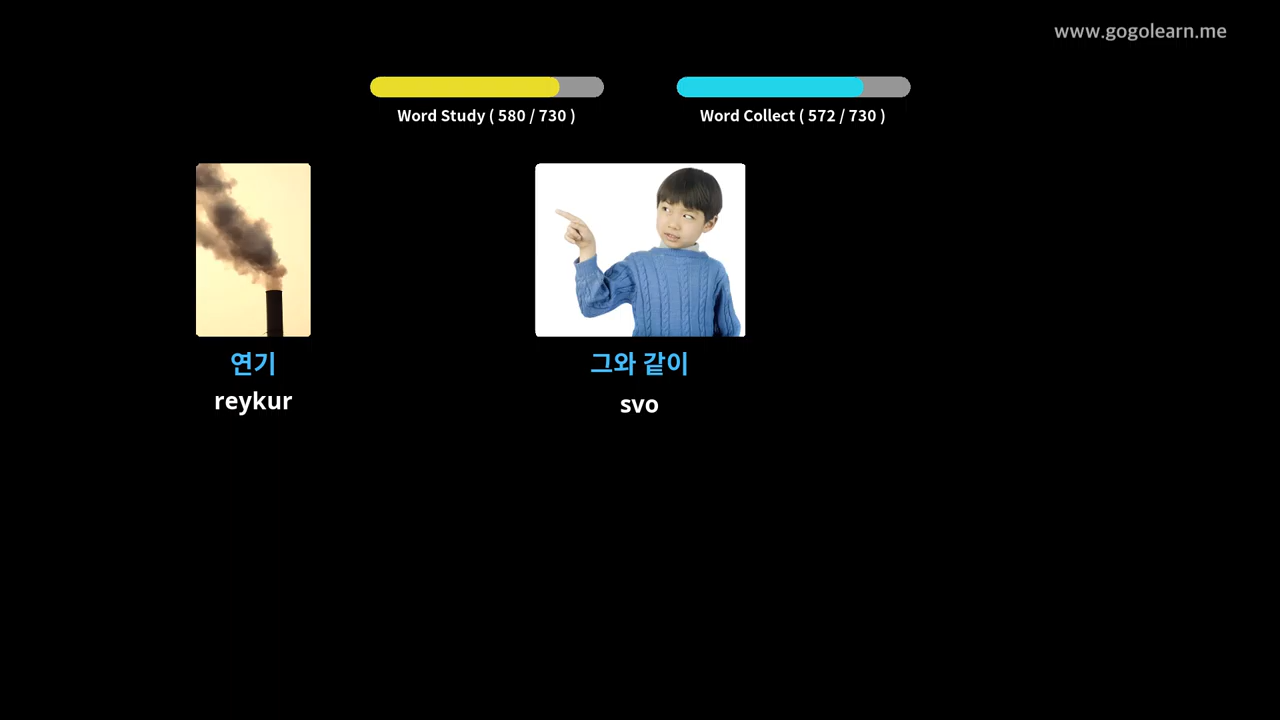 www.gogolearn.me
Word Study ( 580 / 730 )
Word Collect ( 572 / 730 )
연기
reykur
그와 같이
svo